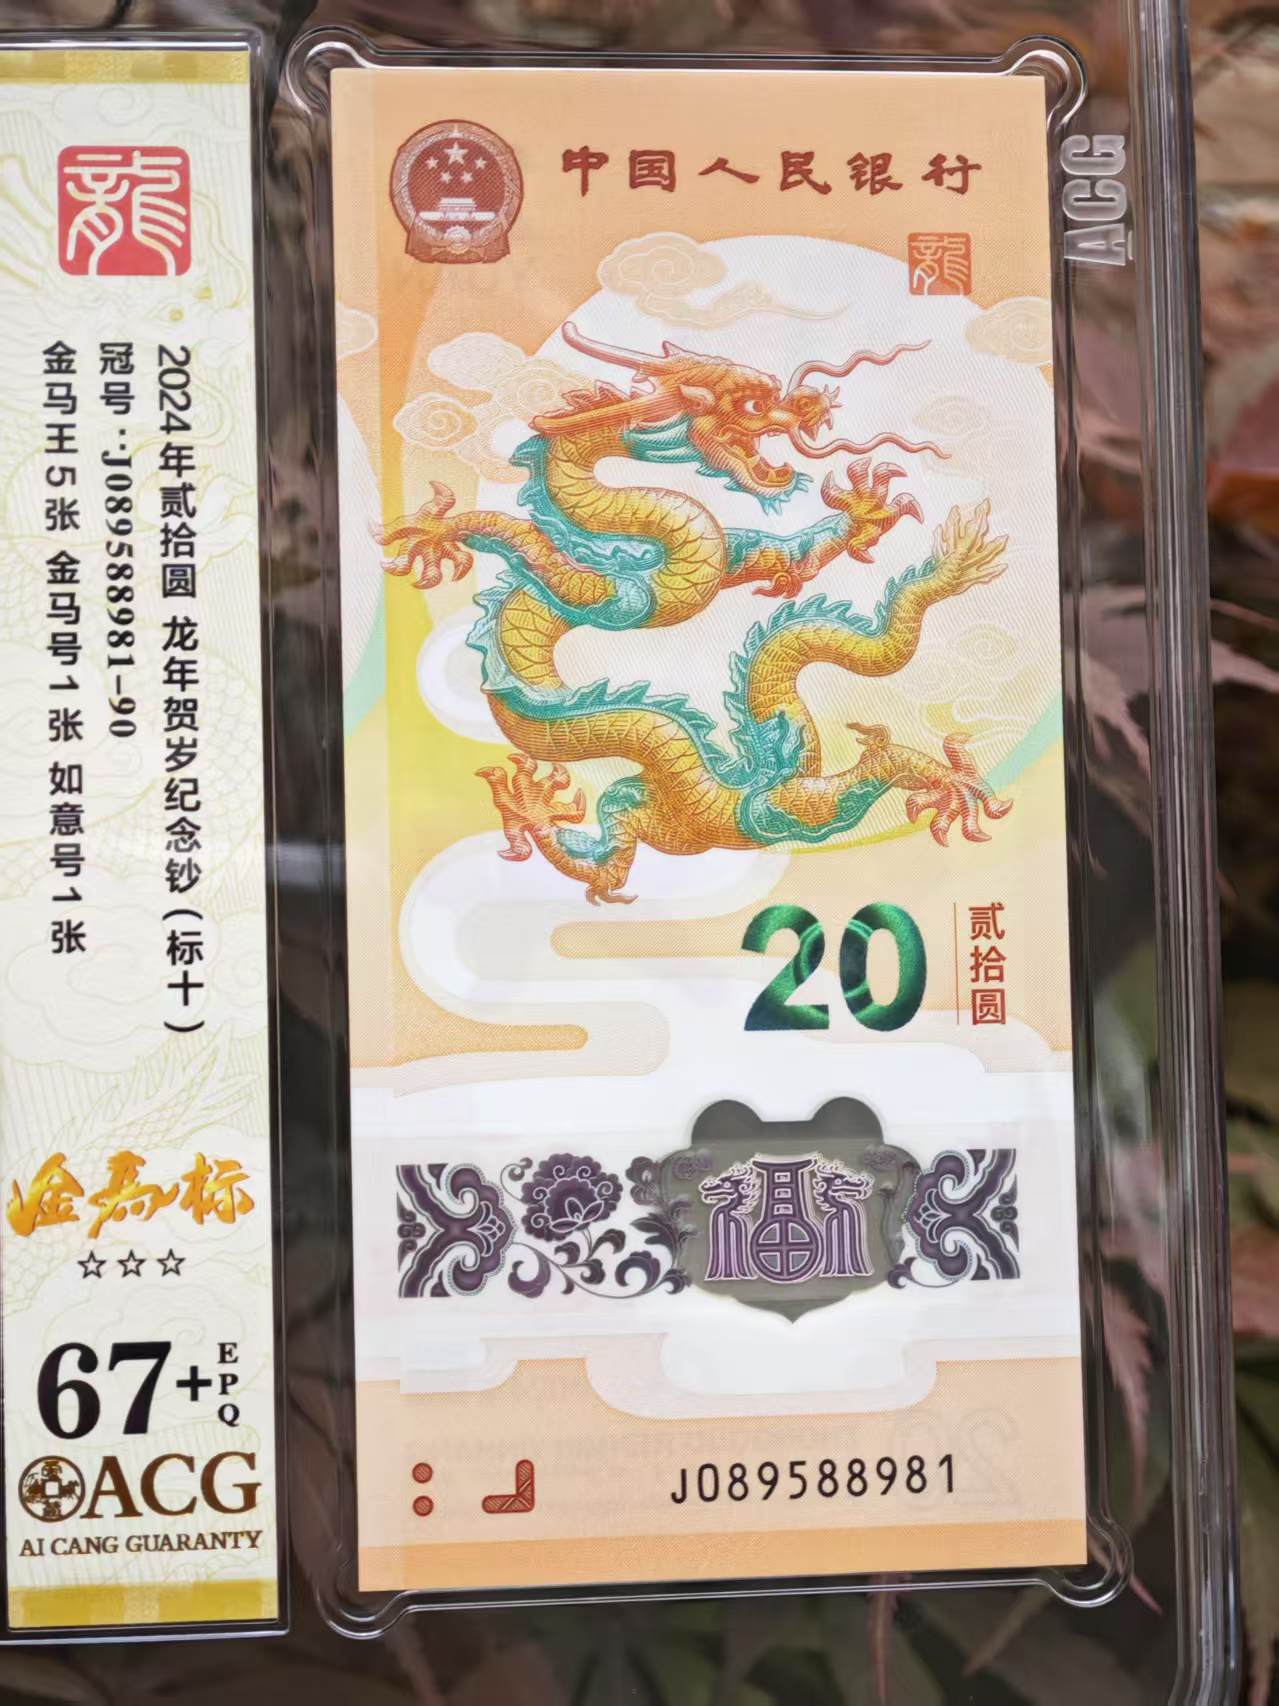 龍
2024年贰拾圆 龙年贺岁纪念钞(标十)
冠号:J089588981-90
金马王5张 金马号1张 如意号1张
金马标
☆☆☆
67+EPQ
ACG
AI CANG GUARANTY
中国人民银行
龍
20
贰拾圆
福
J089588981
ACG